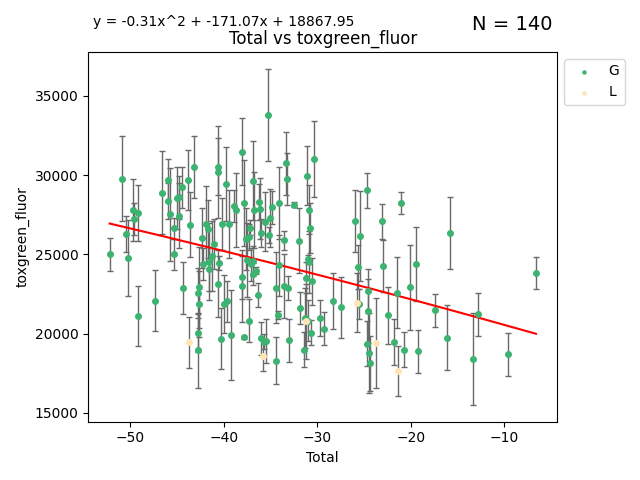 y = -0.31x^2 + -171.07x + 18867.95
N = 140
Total vs toxgreen_fluor
G
L
35000
30000
25000
20000
15000
toxgreen_fluor
−50
−40
−30
−20
−10
Total